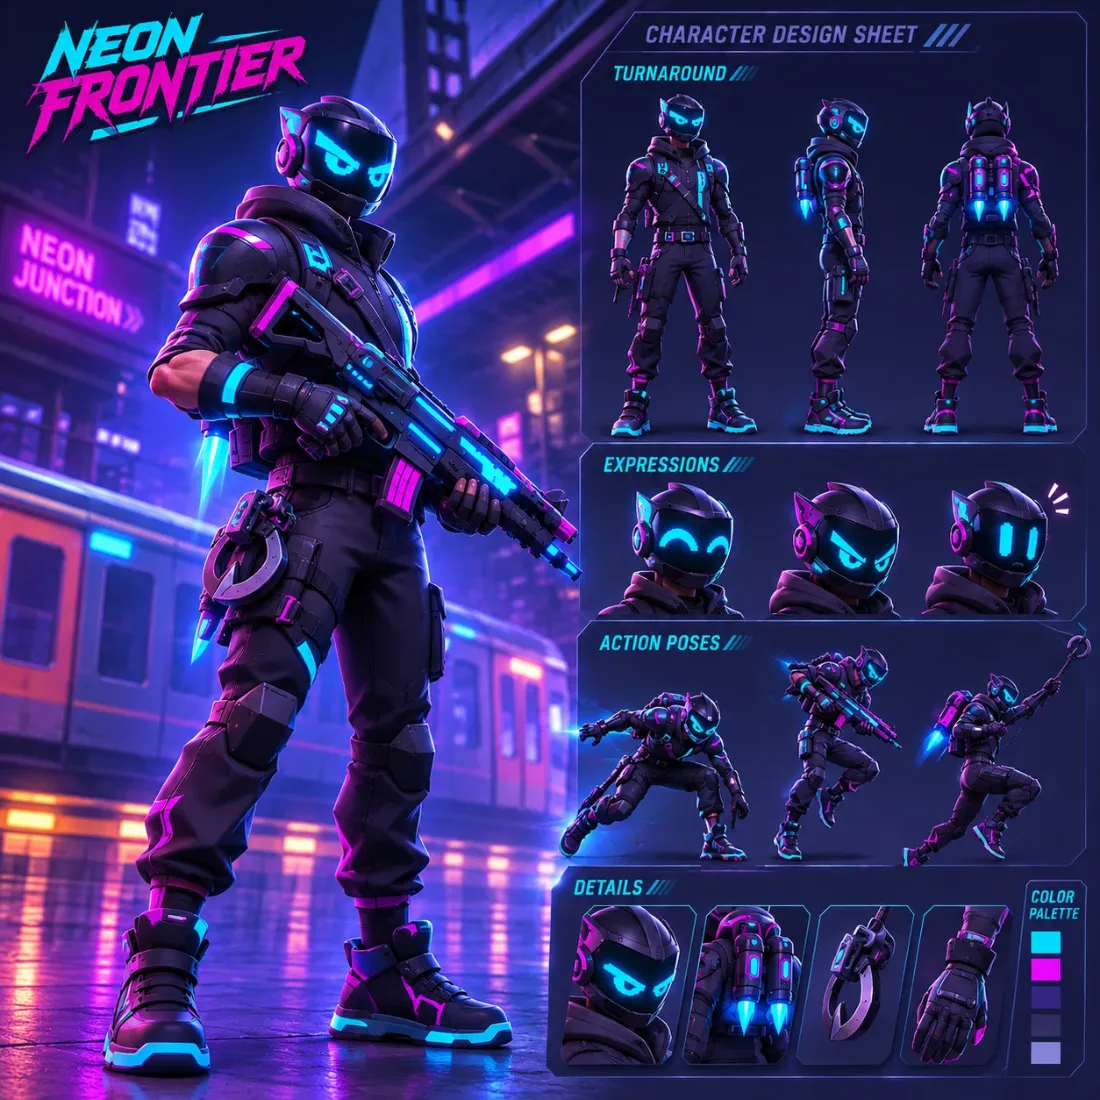 NEON
FRONTIER
NEON
JUNCTION
CHARACTER DESIGN SHEET
TURNAROUND
EXPRESSIONS
ACTION POSES
DETAILS
COLOR
PALETTE